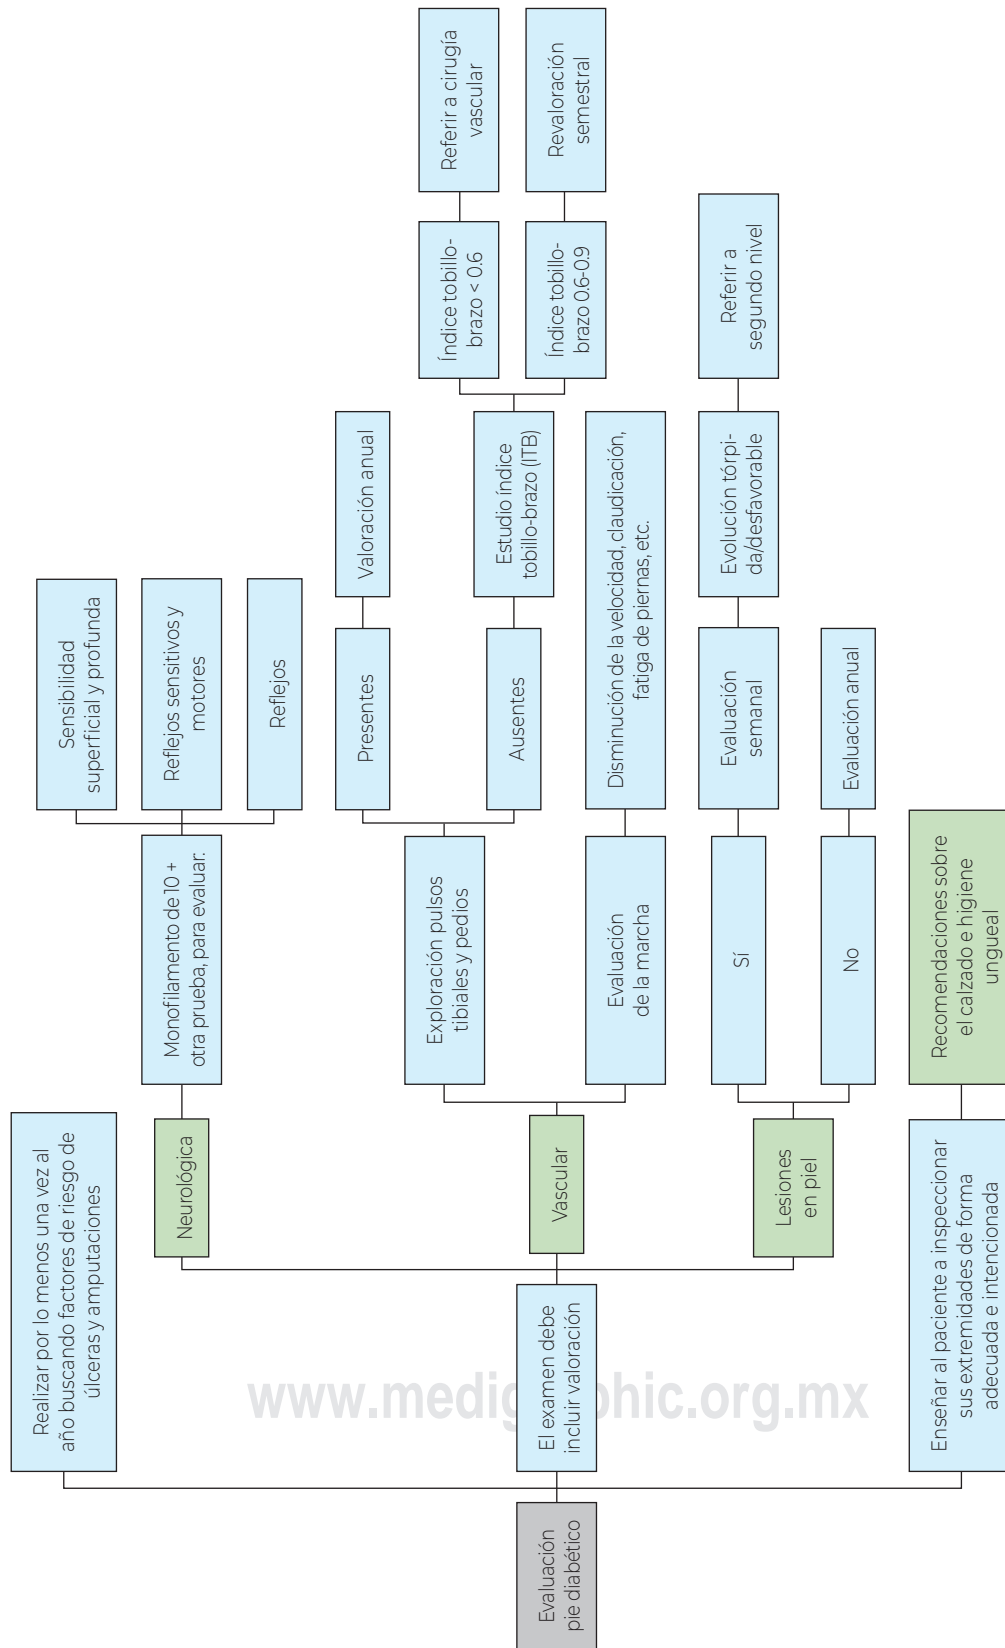 Evaluación
pie diabético
Realizar por lo menos una vez al
año buscando factores de riesgo de
úlceras y amputaciones
El examen debe
incluir valoración
Neurológica
Monofilamento de 10 +
otra prueba, para evaluar.
Sensibilidad
superficial y profunda
Reflejos sensitivos y
motores
Reflejos
Vascular
Exploración pulsos
tibiales y pedios
Presentes
Valoración anual
Ausentes
Estudio índice
tobillo-brazo (ITB)
Índice tobillo-
brazo < 0.6
Referir a cirugía
vascular
Índice tobillo-
brazo 0.6-0.9
Revaloración
semestral
Evaluación
de la marcha
Disminución de la velocidad, claudicación,
fatiga de piernas, etc.
Lesiones
en piel
Sí
Evaluación
semanal
Evolución tórpi-
da/desfavorable
Referir a
segundo nivel
No
Evaluación anual
Enseñar al paciente a inspeccionar
sus extremidades de forma
adecuada e intencionada
Recomendaciones sobre
el calzado e higiene
ungueal